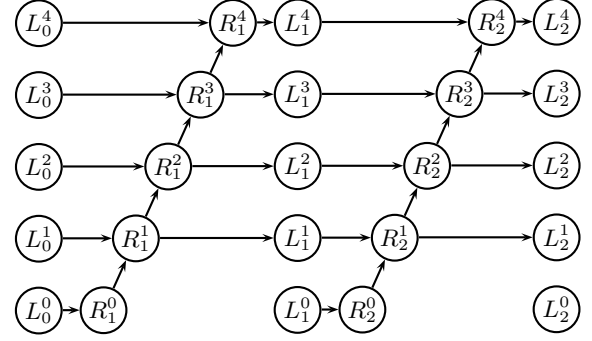 L_0^4 R_1^4 L_1^4 R_2^4 L_2^4
L_0^3 R_1^3 L_1^3 R_2^3 L_2^3
L_0^2 R_1^2 L_1^2 R_2^2 L_2^2
L_0^1 R_1^1 L_1^1 R_2^1 L_2^1
L_0^0 R_1^0 L_1^0 R_2^0 L_2^0